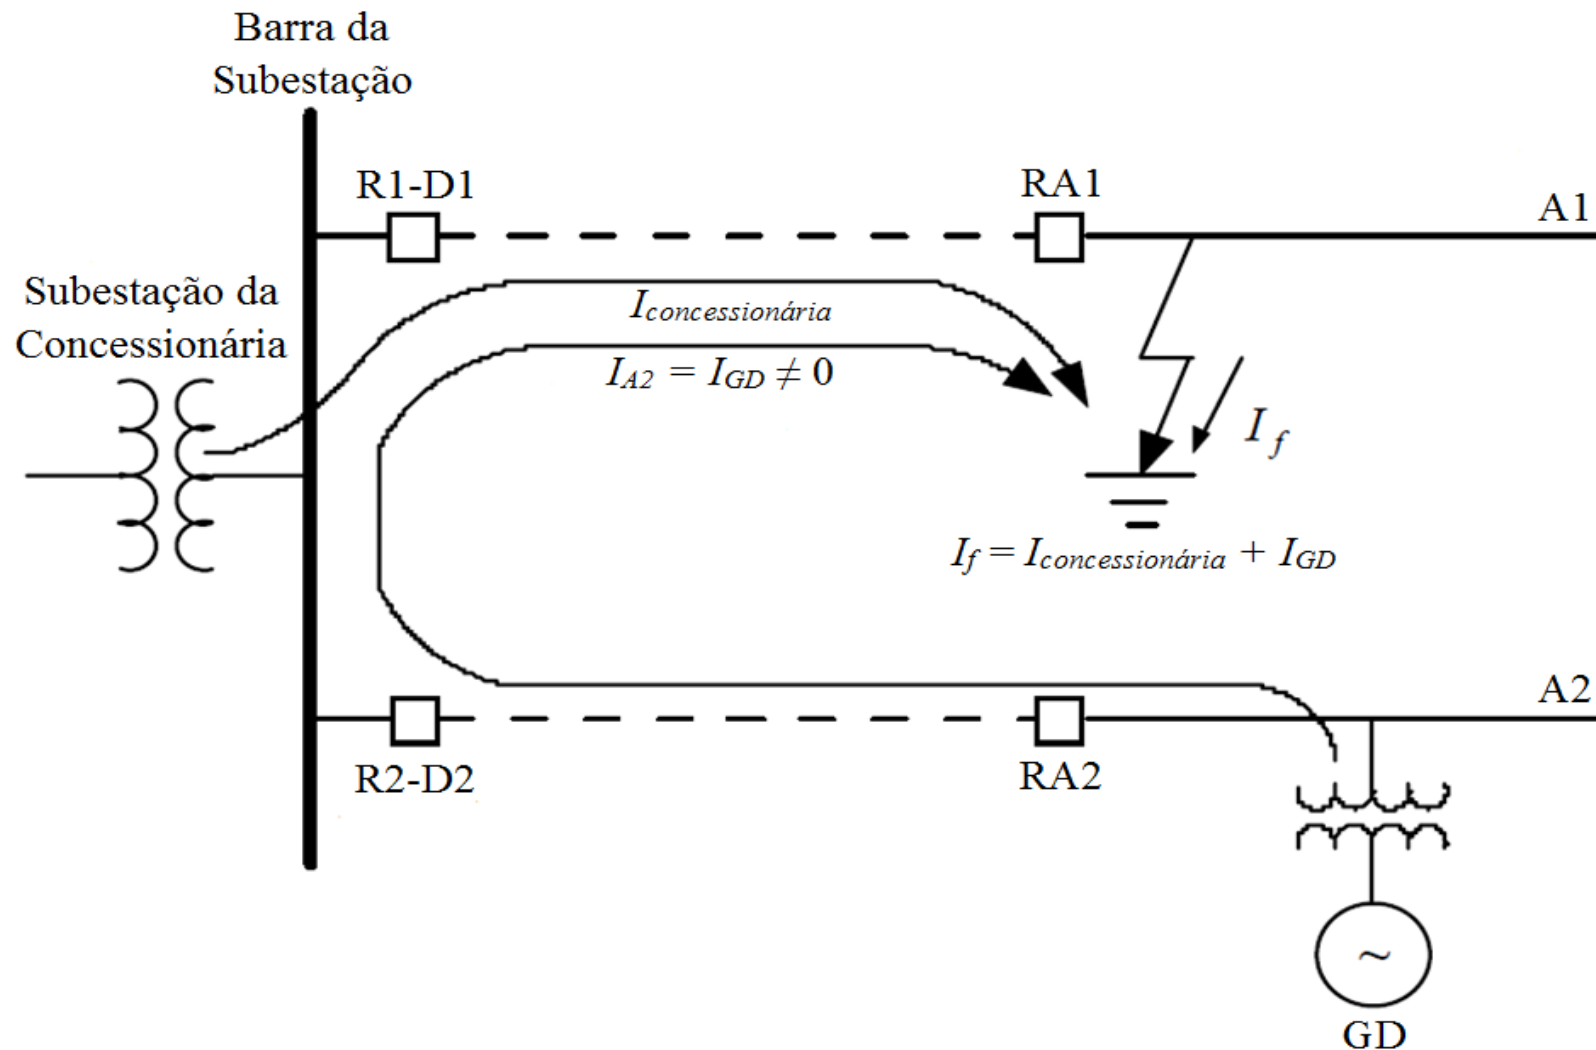 Barra da
Subestação
R1-D1
RA1
A1
Subestação da
Concessionária
Iconcessionária
IA2 = IGD ≠ 0
If
If = Iconcessionária + IGD
A2
R2-D2
RA2
~
GD